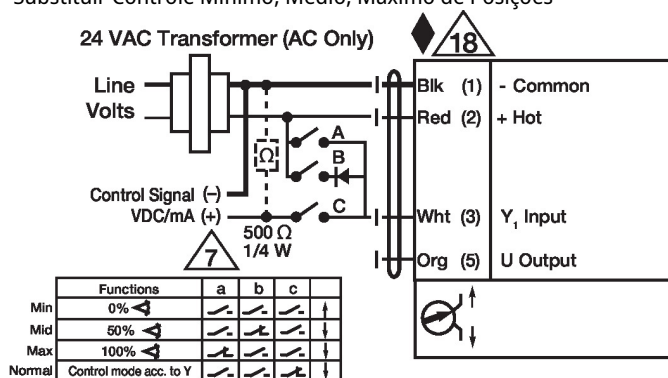 Substituir Controle Mínimo, Médio, Máximo de Posições
24 VAC Transformer (AC Only)
18
Line
Volts
Blk (1) - Common
Red (2) + Hot
A
Ω
B
Control Signal (–)
VDC/mA (+)
C
Wht (3) Y₁ Input
500 Ω
1/4 W
7
Org (5) U Output
Functions a b c
Min 0%
Mid 50%
Max 100%
Normal Control mode acc. to Y